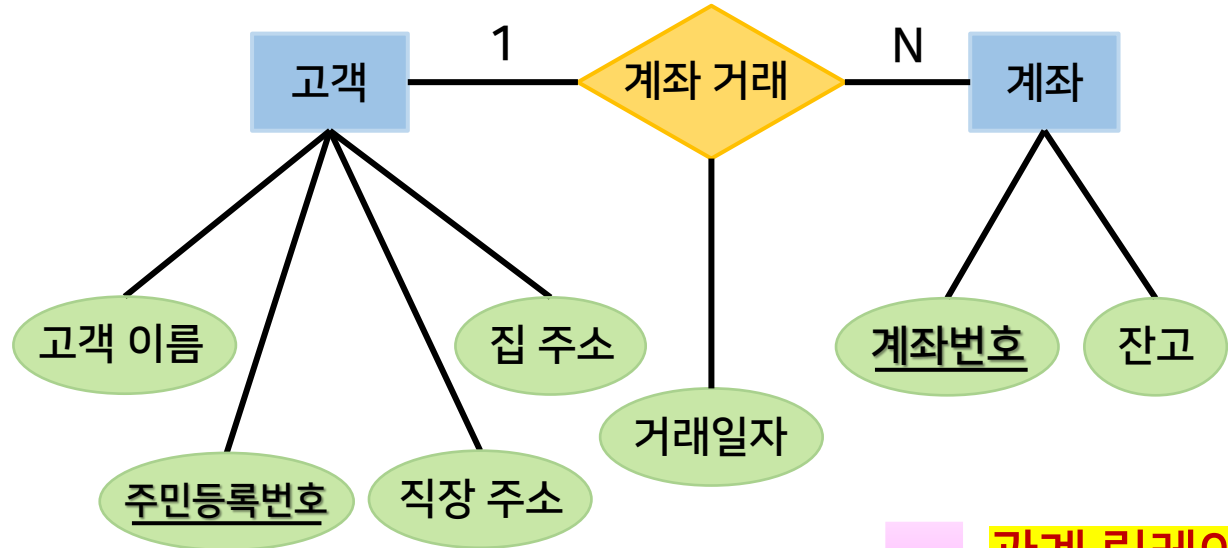 고객
1
계좌 거래
N
계좌
고객 이름
집 주소
계좌번호
잔고
거래일자
주민등록번호
직장 주소